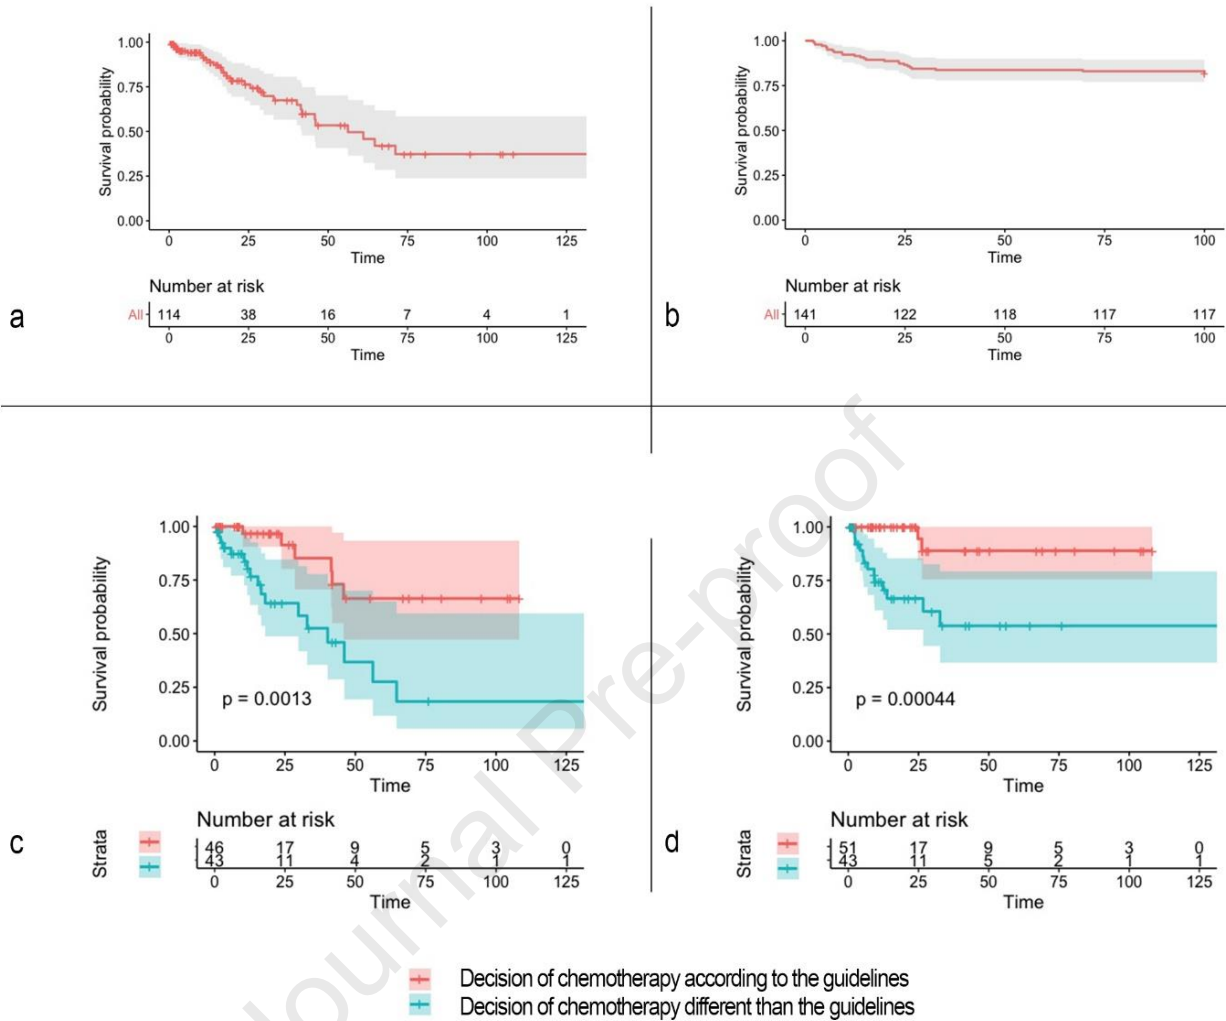 1.00
0.75
0.50
0.25
0.00
Survival probability
0 25 50 75 100 125
Time
Number at risk
All 114 38 16 7 4 1
0 25 50 75 100 125
Time
a
1.00
0.75
0.50
0.25
0.00
Survival probability
0 25 50 75 100
Time
Number at risk
All 141 122 118 117 117
0 25 50 75 100
Time
b
1.00
0.75
0.50
0.25
0.00
Survival probability
p = 0.0013
0 25 50 75 100 125
Time
Number at risk
Strata
46 17 9 5 3 0
43 11 4 2 1 1
0 25 50 75 100 125
Time
c
1.00
0.75
0.50
0.25
0.00
Survival probability
p = 0.00044
0 25 50 75 100 125
Time
Number at risk
Strata
51 17 9 5 3 0
43 11 5 2 1 1
0 25 50 75 100 125
Time
d
Decision of chemotherapy according to the guidelines
Decision of chemotherapy different than the guidelines
Journal Pre-proof